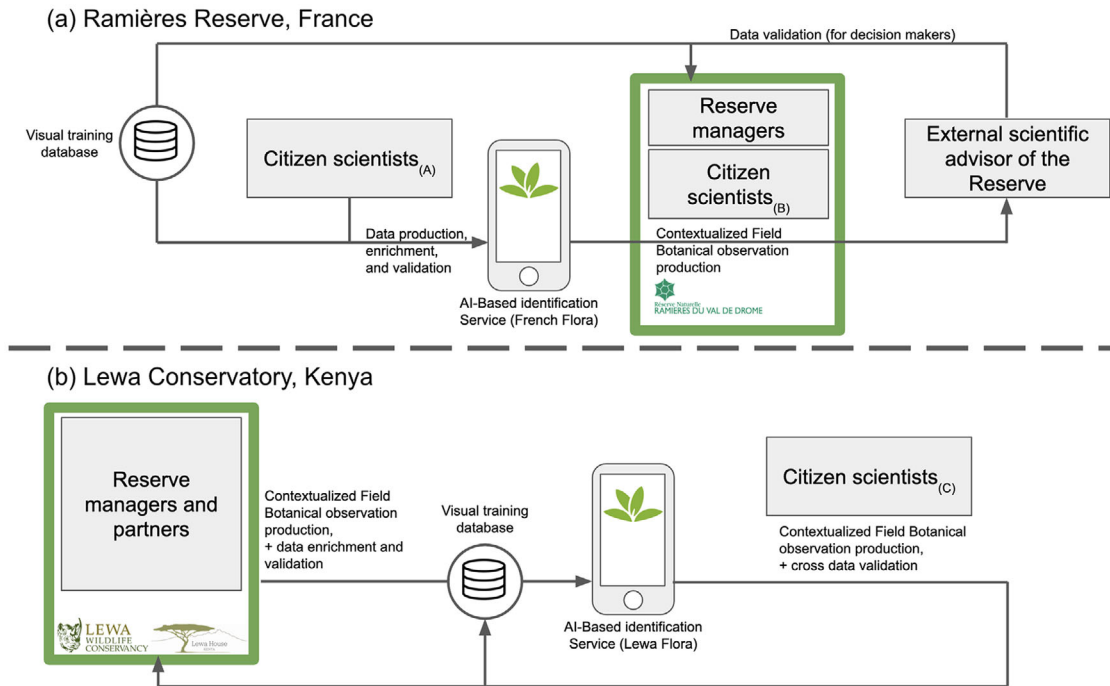 (a) Ramières Reserve, France
Data validation (for decision makers)
Visual training
database
Citizen scientists(A)
Reserve
managers
Citizen
scientists(B)
External scientific
advisor of the
Reserve
Data production,
enrichment,
and validation
Contextualized Field
Botanical observation
production
Réserve Naturelle
RAMIERES DU VAL DE DROME
AI-Based identification
Service (French Flora)
(b) Lewa Conservatory, Kenya
Reserve
managers and
partners
Contextualized Field
Botanical observation
production,
+ data enrichment and
validation
Visual training
database
Citizen scientists(C)
Contextualized Field Botanical
observation production,
+ cross data validation
AI-Based identification
Service (Lewa Flora)
LEWA
WILDLIFE
CONSERVANCY
Lewa House